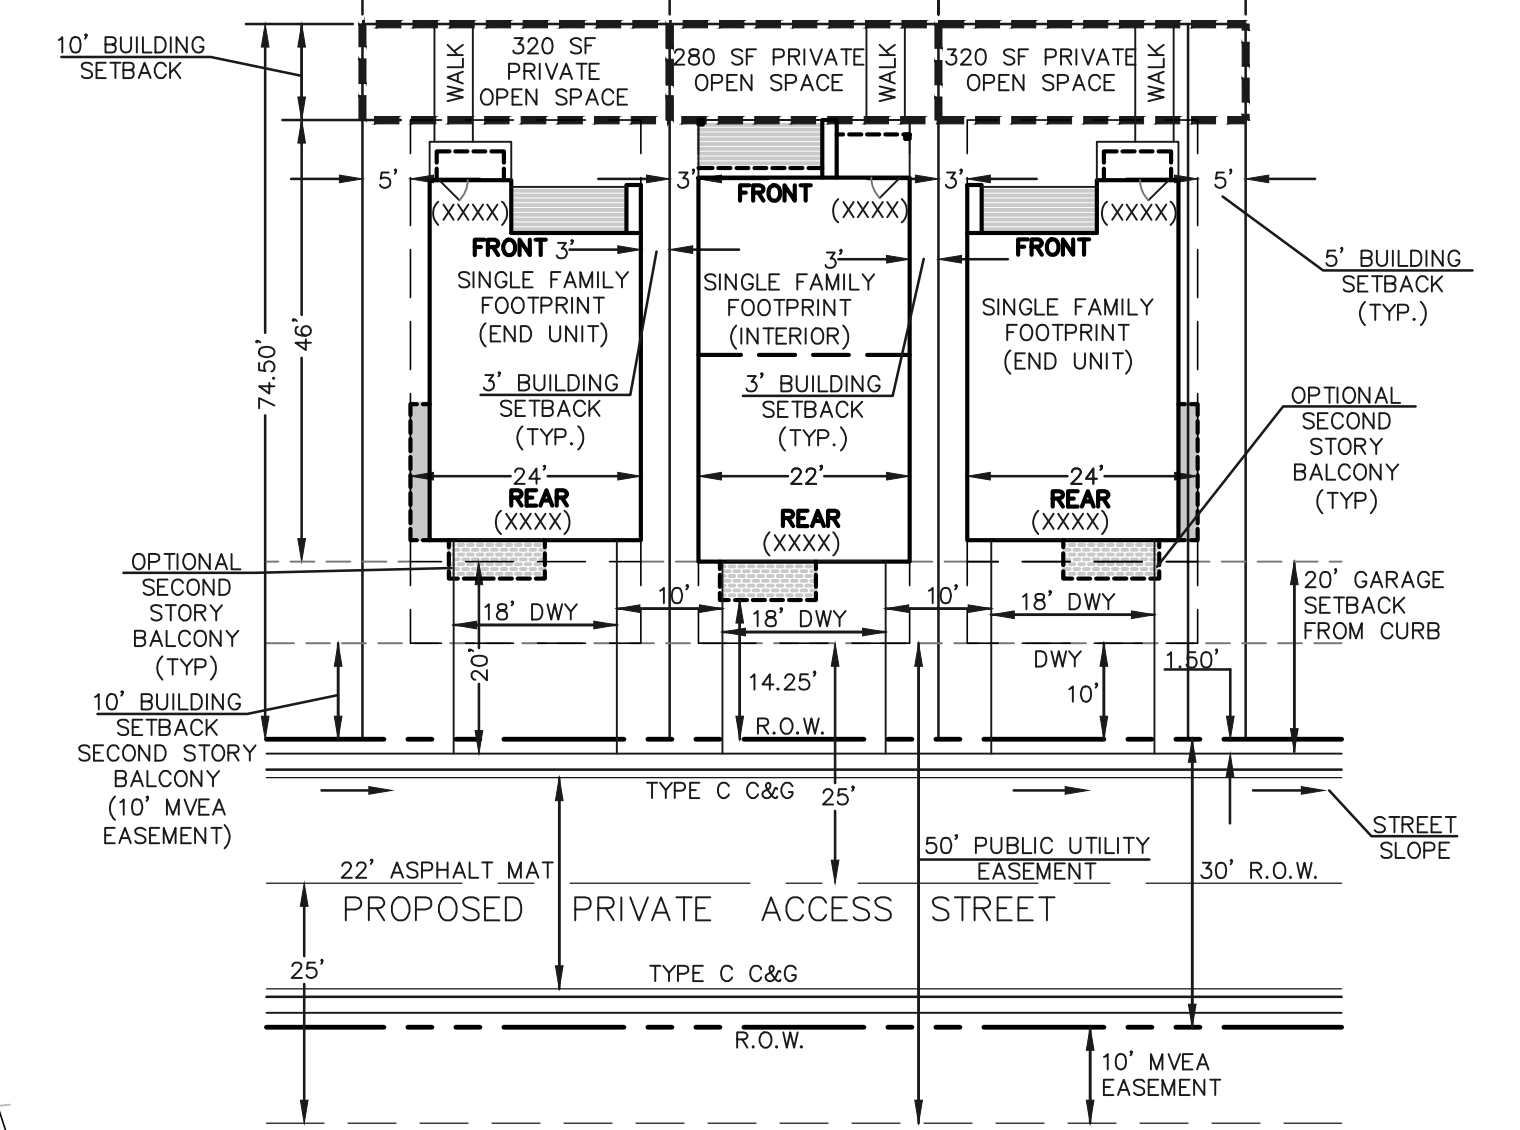 10' BUILDING
SETBACK
WALK
320 SF
PRIVATE
OPEN SPACE
280 SF PRIVATE
OPEN SPACE
WALK
320 SF PRIVATE
OPEN SPACE
WALK
5'
3'
3'
5'
(XXXX)
FRONT
3'
SINGLE FAMILY
FOOTPRINT
(END UNIT)
3' BUILDING
SETBACK
(TYP.)
24'
REAR
(XXXX)
FRONT
(XXXX)
3'
SINGLE FAMILY
FOOTPRINT
(INTERIOR)
3' BUILDING
SETBACK
(TYP.)
22'
REAR
(XXXX)
(XXXX)
FRONT
SINGLE FAMILY
FOOTPRINT
(END UNIT)
24'
REAR
(XXXX)
5' BUILDING
SETBACK
(TYP.)
74.50'
46'
OPTIONAL
SECOND
STORY
BALCONY
(TYP)
OPTIONAL
SECOND
STORY
BALCONY
(TYP)
18' DWY
10'
18' DWY
10'
18' DWY
20' GARAGE
SETBACK
FROM CURB
20'
14.25'
DWY
10'
1.50'
10' BUILDING
SETBACK
SECOND STORY
BALCONY
(10' MVEA
EASEMENT)
R.O.W.
TYPE C C&G
25'
STREET
SLOPE
50' PUBLIC UTILITY
EASEMENT
22' ASPHALT MAT
30' R.O.W.
PROPOSED PRIVATE ACCESS STREET
25'
TYPE C C&G
R.O.W.
10' MVEA
EASEMENT